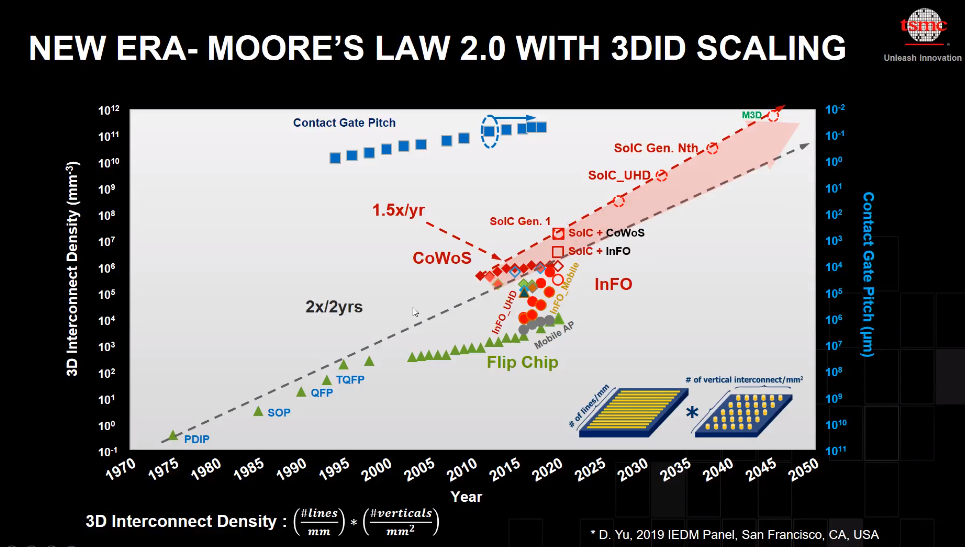 tsmc
Unleash Innovation
NEW ERA- MOORE'S LAW 2.0 WITH 3DID SCALING
3D Interconnect Density (mm⁻³)
10¹²
10¹¹
10¹⁰
10⁹
10⁸
10⁷
10⁶
10⁵
10⁴
10³
10²
10¹
10⁰
10⁻¹
Contact Gate Pitch
M3D
SoIC Gen. Nth
SoIC_UHD
1.5x/yr
SoIC Gen. 1
SoIC + CoWoS
SoIC + InFO
CoWoS
InFO
2x/2yrs
InFO_UHD
InFO_Mobile
Mobile AP
Flip Chip
TQFP
QFP
SOP
PDIP
# of lines/mm
*
# of vertical interconnect/mm²
10⁻²
10⁻¹
10⁰
10¹
10²
10³
10⁴
10⁵
10⁶
10⁷
10⁸
10⁹
10¹⁰
10¹¹
Contact Gate Pitch (µm)
1970 1975 1980 1985 1990 1995 2000 2005 2010 2015 2020 2025 2030 2035 2040 2045 2050
Year
3D Interconnect Density : (#lines/mm) * (#verticals/mm²)
* D. Yu, 2019 IEDM Panel, San Francisco, CA, USA